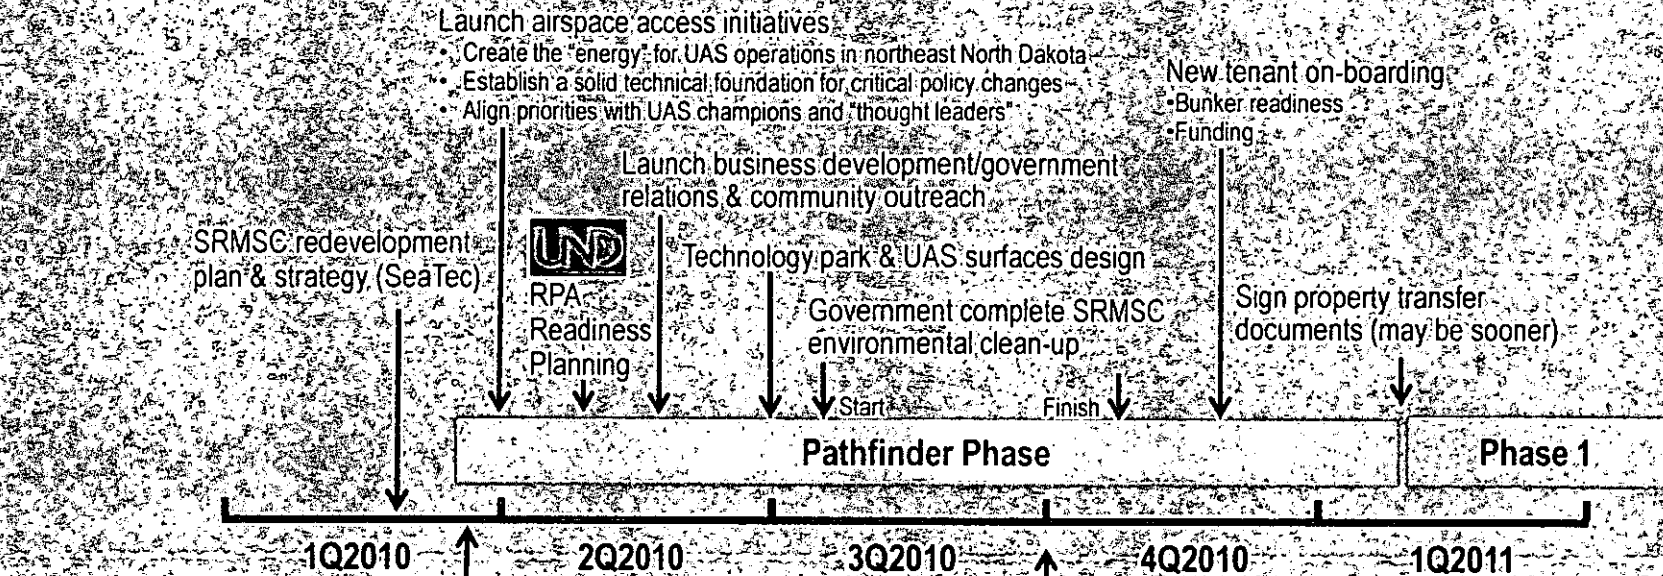 Launch airspace access initiatives
• Create the "energy" for UAS operations in northeast North Dakota
• Establish a solid technical foundation for critical policy changes
• Align priorities with UAS champions and "thought leaders"
New tenant on-boarding
•Bunker readiness
•Funding
Launch business development/government
relations & community outreach
SRMSC redevelopment
plan & strategy (SeaTec)
UND
RPA
Readiness
Planning
Technology park & UAS surfaces design
Government complete SRMSC
environmental clean-up
Sign property transfer
documents (may be sooner)
Start
Finish
Pathfinder Phase
Phase 1
1Q2010
2Q2010
3Q2010
4Q2010
1Q2011